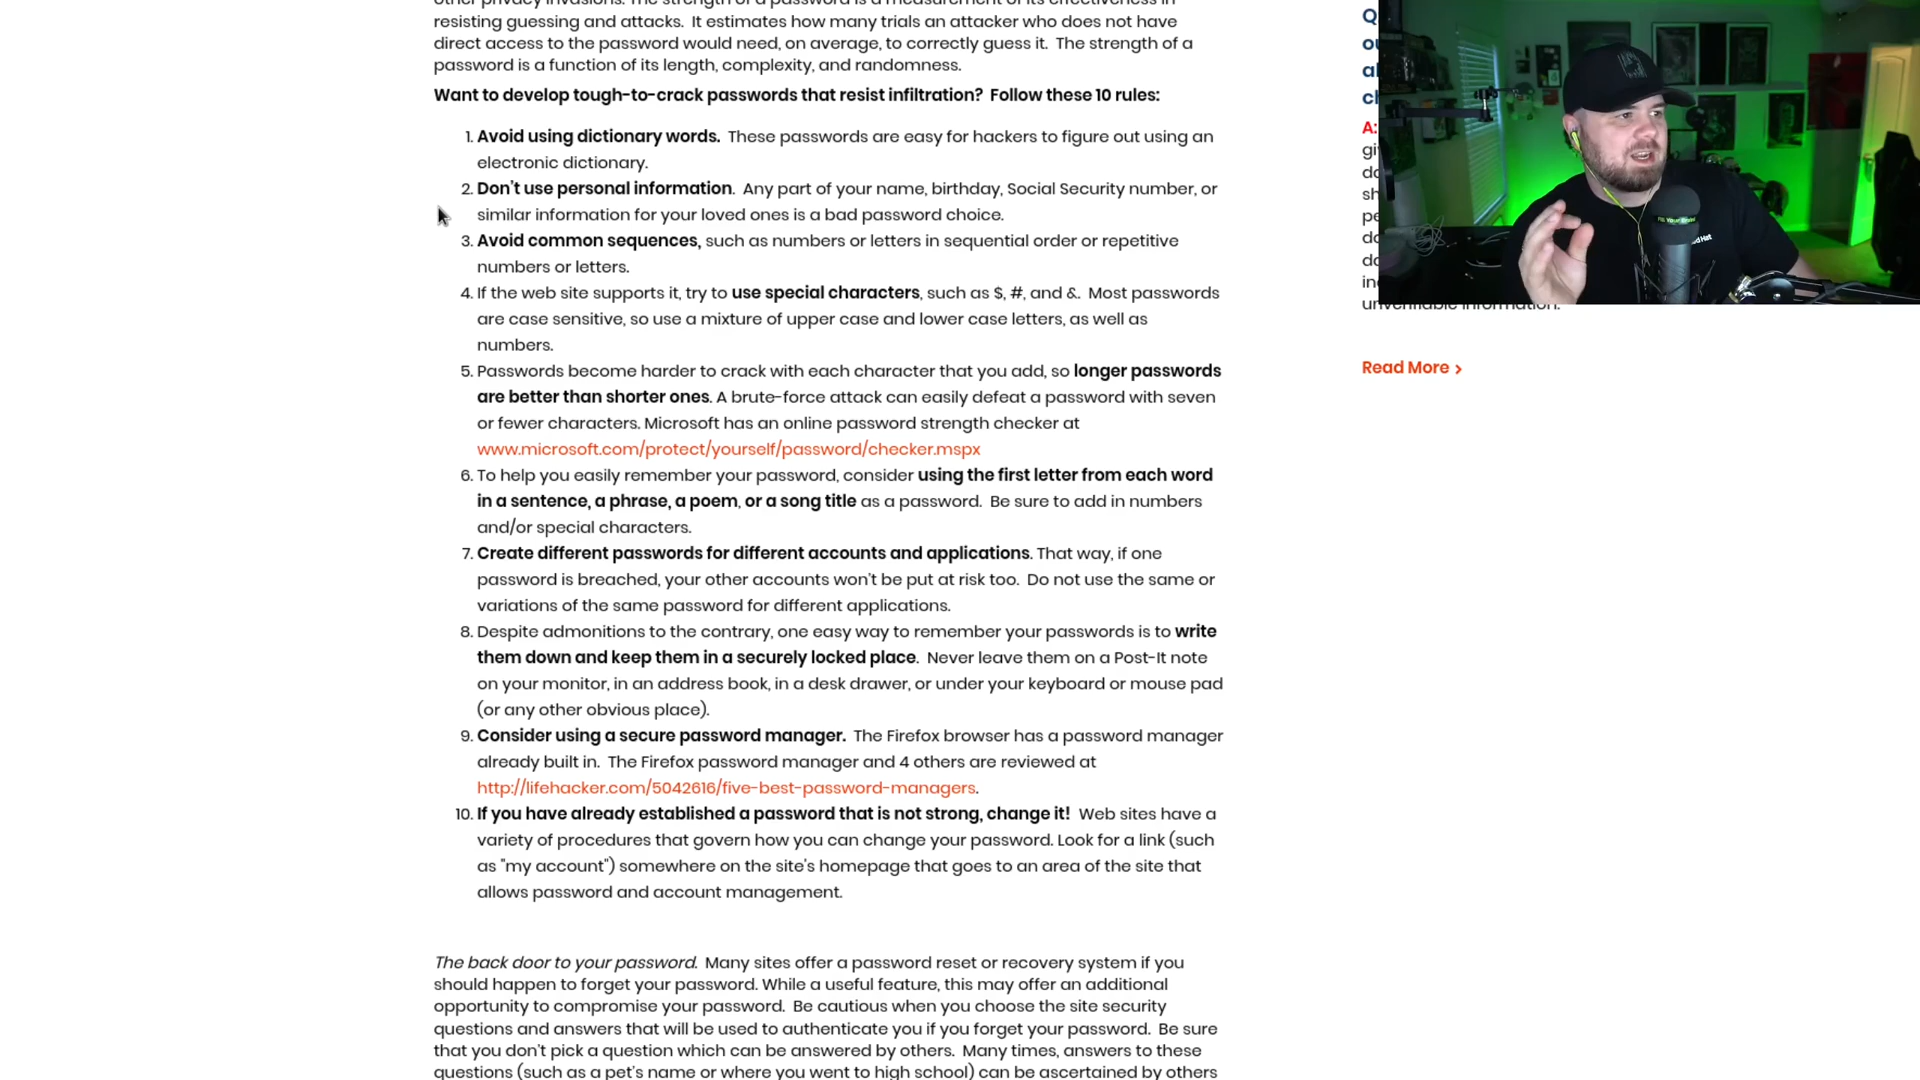 other privacy invasions. The strength of a password is a measurement of its effectiveness in
resisting guessing and attacks.  It estimates how many trials an attacker who does not have
direct access to the password would need, on average, to correctly guess it.  The strength of a
password is a function of its length, complexity, and randomness.
Want to develop tough-to-crack passwords that resist infiltration?  Follow these 10 rules:
1. Avoid using dictionary words.  These passwords are easy for hackers to figure out using an
electronic dictionary.
2. Don't use personal information.  Any part of your name, birthday, Social Security number, or
similar information for your loved ones is a bad password choice.
3. Avoid common sequences, such as numbers or letters in sequential order or repetitive
numbers or letters.
4. If the web site supports it, try to use special characters, such as $, #, and &.  Most passwords
are case sensitive, so use a mixture of upper case and lower case letters, as well as
numbers.
5. Passwords become harder to crack with each character that you add, so longer passwords
are better than shorter ones. A brute-force attack can easily defeat a password with seven
or fewer characters. Microsoft has an online password strength checker at
www.microsoft.com/protect/yourself/password/checker.mspx
6. To help you easily remember your password, consider using the first letter from each word
in a sentence, a phrase, a poem, or a song title as a password.  Be sure to add in numbers
and/or special characters.
7. Create different passwords for different accounts and applications. That way, if one
password is breached, your other accounts won't be put at risk too.  Do not use the same or
variations of the same password for different applications.
8. Despite admonitions to the contrary, one easy way to remember your passwords is to write
them down and keep them in a securely locked place.  Never leave them on a Post-It note
on your monitor, in an address book, in a desk drawer, or under your keyboard or mouse pad
(or any other obvious place).
9. Consider using a secure password manager.  The Firefox browser has a password manager
already built in.  The Firefox password manager and 4 others are reviewed at
http://lifehacker.com/5042616/five-best-password-managers.
10. If you have already established a password that is not strong, change it!  Web sites have a
variety of procedures that govern how you can change your password. Look for a link (such
as "my account") somewhere on the site's homepage that goes to an area of the site that
allows password and account management.
The back door to your password.  Many sites offer a password reset or recovery system if you
should happen to forget your password. While a useful feature, this may offer an additional
opportunity to compromise your password.  Be cautious when you choose the site security
questions and answers that will be used to authenticate you if you forget your password.  Be sure
that you don't pick a question which can be answered by others.  Many times, answers to these
questions (such as a pet's name or where you went to high school) can be ascertained by others
A:
unverifiable information.
Read More >